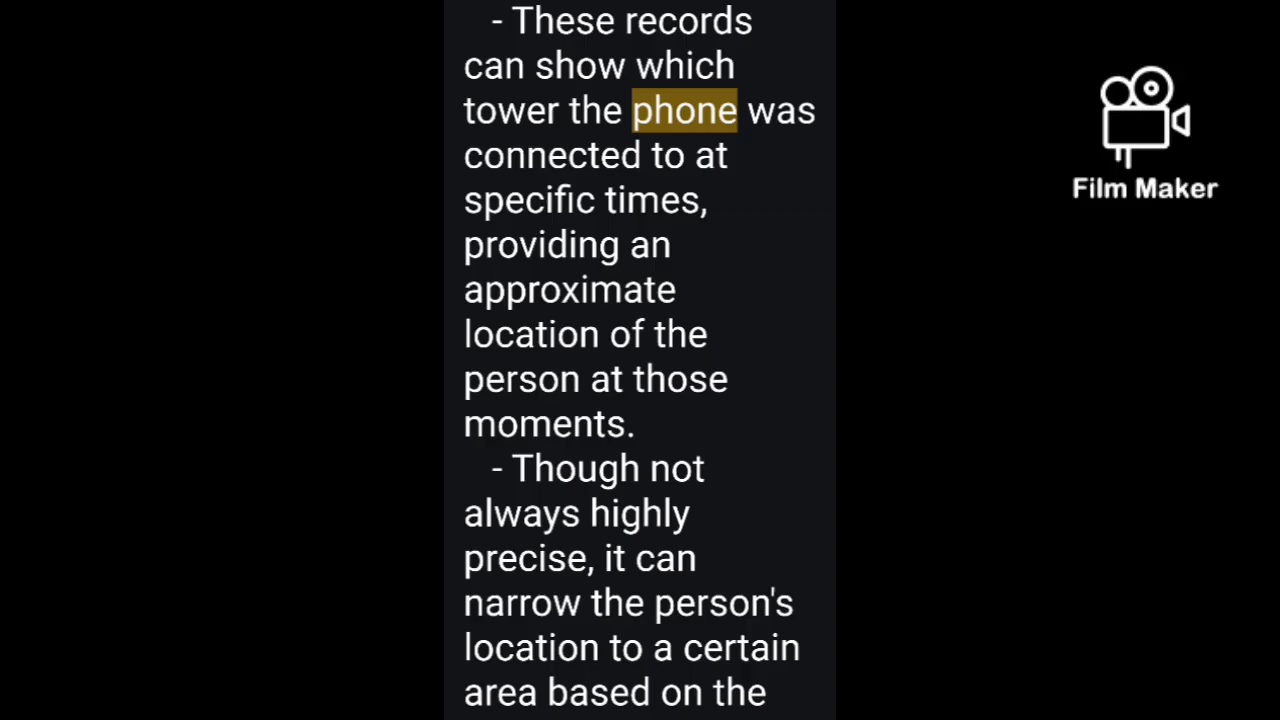 - These records
can show which
tower the phone was
connected to at
specific times,
providing an
approximate
location of the
person at those
moments.
- Though not
always highly
precise, it can
narrow the person's
location to a certain
area based on the
Film Maker